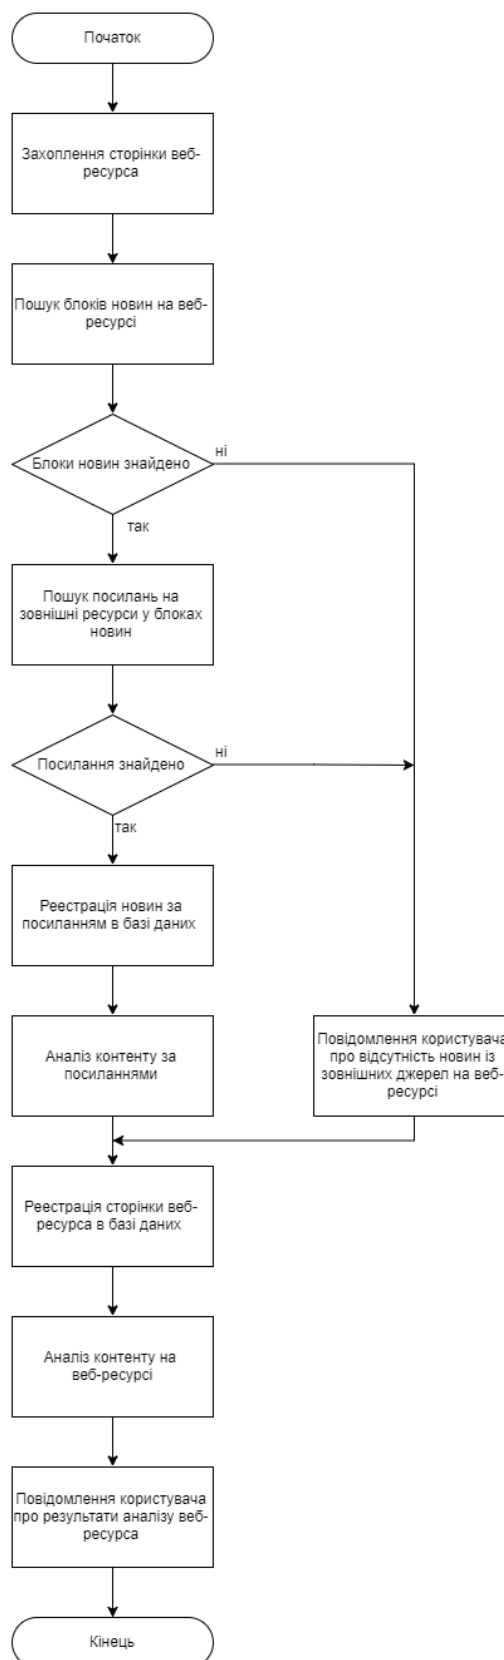 Початок
Захоплення сторінки веб-
ресурса
Пошук блоків новин на веб-
ресурсі
Блоки новин знайдено
ні
так
Пошук посилань на
зовнішні ресурси у блоках
новин
Посилання знайдено
ні
так
Реестрація новин за
посиланням в базі даних
Аналіз контенту за
посиланнями
Повідомлення користувача
про відсутність новин із
зовнішних джерел на веб-
ресурсі
Реестрація сторінки веб-
ресурса в базі даних
Аналіз контенту на
веб-ресурсі
Повідомлення користувача
про результати аналізу веб-
ресурса
Кінець